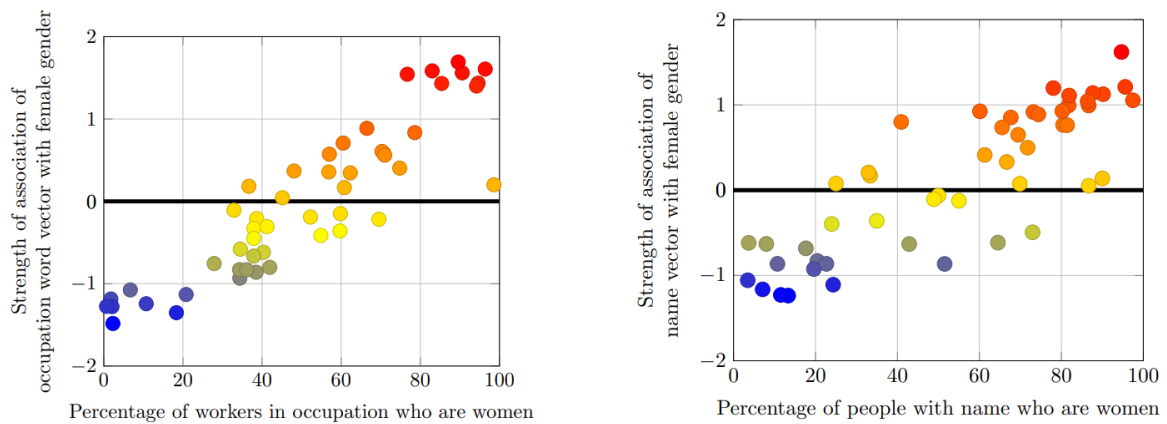 Strength of association of
occupation word vector with female gender
2
1
0
−1
−2
0 20 40 60 80 100
Percentage of workers in occupation who are women
Strength of association of
name vector with female gender
2
1
0
−1
−2
0 20 40 60 80 100
Percentage of people with name who are women